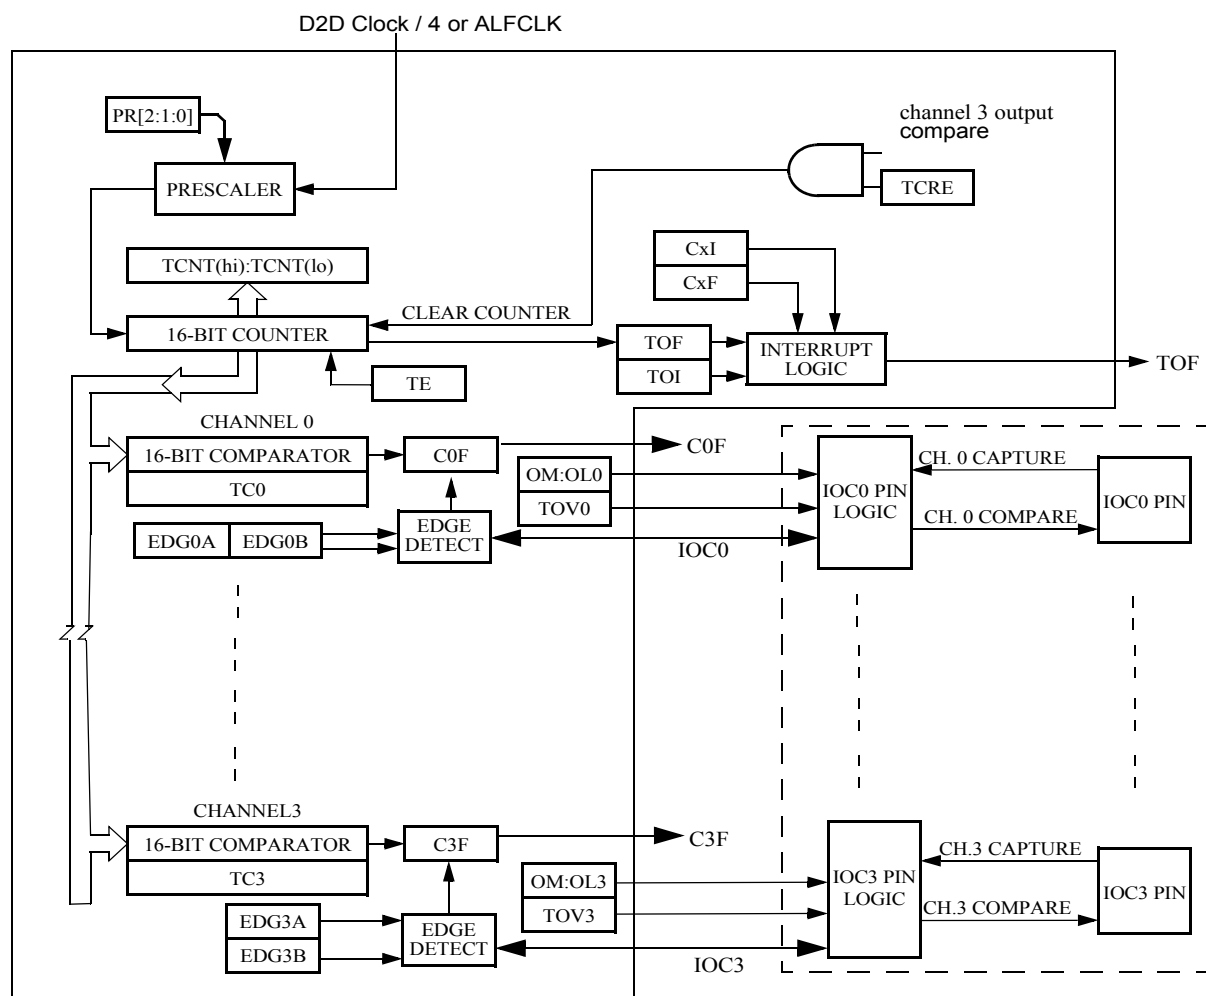 D2D Clock / 4 or ALFCLK
PR[2:1:0]
channel 3 output
compare
PRESCALER
TCRE
CxI
CxF
TCNT(hi):TCNT(lo)
CLEAR COUNTER
16-BIT COUNTER
TOF
TOI
INTERRUPT
LOGIC
TOF
TE
CHANNEL 0
16-BIT COMPARATOR
TC0
C0F
C0F
OM:OL0
TOV0
IOC0 PIN
LOGIC
CH. 0 CAPTURE
CH. 0 COMPARE
IOC0 PIN
EDG0A
EDG0B
EDGE
DETECT
IOC0
CHANNEL3
16-BIT COMPARATOR
TC3
C3F
C3F
OM:OL3
TOV3
IOC3 PIN
LOGIC
CH.3 CAPTURE
CH.3 COMPARE
IOC3 PIN
EDG3A
EDG3B
EDGE
DETECT
IOC3